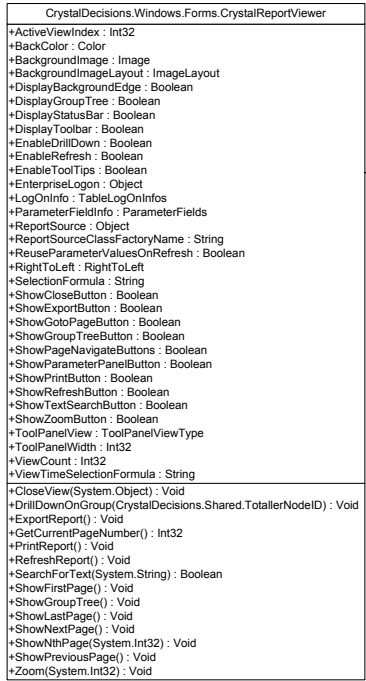 CrystalDecisions.Windows.Forms.CrystalReportViewer
+ActiveViewIndex : Int32
+BackColor : Color
+BackgroundImage : Image
+BackgroundImageLayout : ImageLayout
+DisplayBackgroundEdge : Boolean
+DisplayGroupTree : Boolean
+DisplayStatusBar : Boolean
+DisplayToolbar : Boolean
+EnableDrillDown : Boolean
+EnableRefresh : Boolean
+EnableToolTips : Boolean
+EnterpriseLogon : Object
+LogOnInfo : TableLogOnInfos
+ParameterFieldInfo : ParameterFields
+ReportSource : Object
+ReportSourceClassFactoryName : String
+ReuseParameterValuesOnRefresh : Boolean
+RightToLeft : RightToLeft
+SelectionFormula : String
+ShowCloseButton : Boolean
+ShowExportButton : Boolean
+ShowGotoPageButton : Boolean
+ShowGroupTreeButton : Boolean
+ShowPageNavigateButtons : Boolean
+ShowParameterPanelButton : Boolean
+ShowPrintButton : Boolean
+ShowRefreshButton : Boolean
+ShowTextSearchButton : Boolean
+ShowZoomButton : Boolean
+ToolPanelView : ToolPanelViewType
+ToolPanelWidth : Int32
+ViewCount : Int32
+ViewTimeSelectionFormula : String
+CloseView(System.Object) : Void
+DrillDownOnGroup(CrystalDecisions.Shared.TotallerNodeID) : Void
+ExportReport() : Void
+GetCurrentPageNumber() : Int32
+PrintReport() : Void
+RefreshReport() : Void
+SearchForText(System.String) : Boolean
+ShowFirstPage() : Void
+ShowGroupTree() : Void
+ShowLastPage() : Void
+ShowNextPage() : Void
+ShowNthPage(System.Int32) : Void
+ShowPreviousPage() : Void
+Zoom(System.Int32) : Void